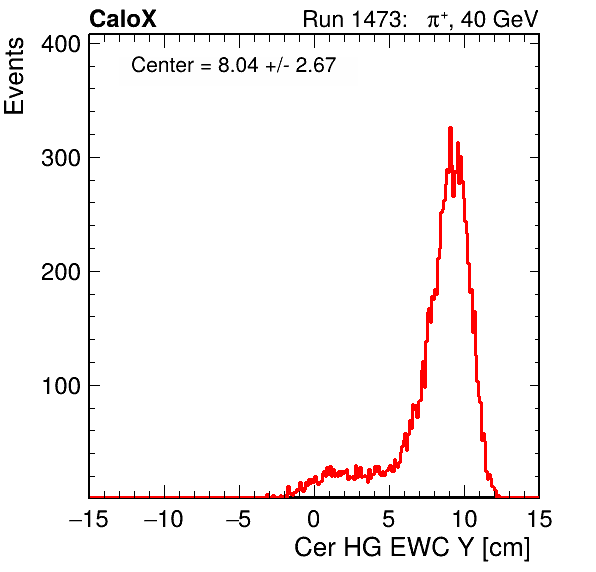 CaloX Run 1473: π⁺, 40 GeV
Center = 8.04 +/- 2.67
Events
400
300
200
100
−15 −10 −5 0 5 10 15
Cer HG EWC Y [cm]